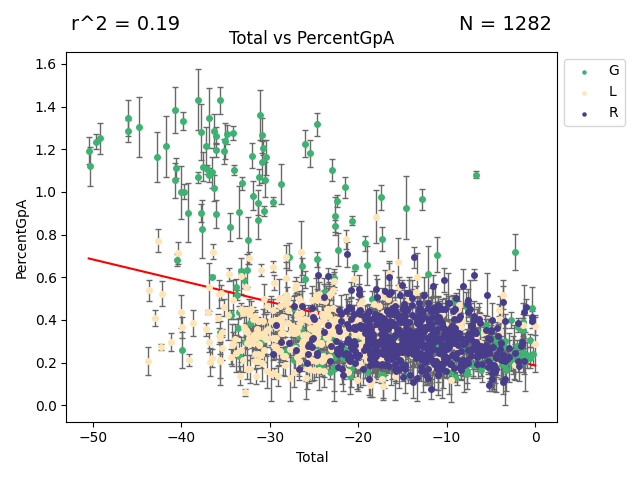 r^2 = 0.19
N = 1282
Total vs PercentGpA
G
L
R
1.6
1.4
1.2
1.0
0.8
0.6
0.4
0.2
0.0
PercentGpA
−50
−40
−30
−20
−10
0
Total